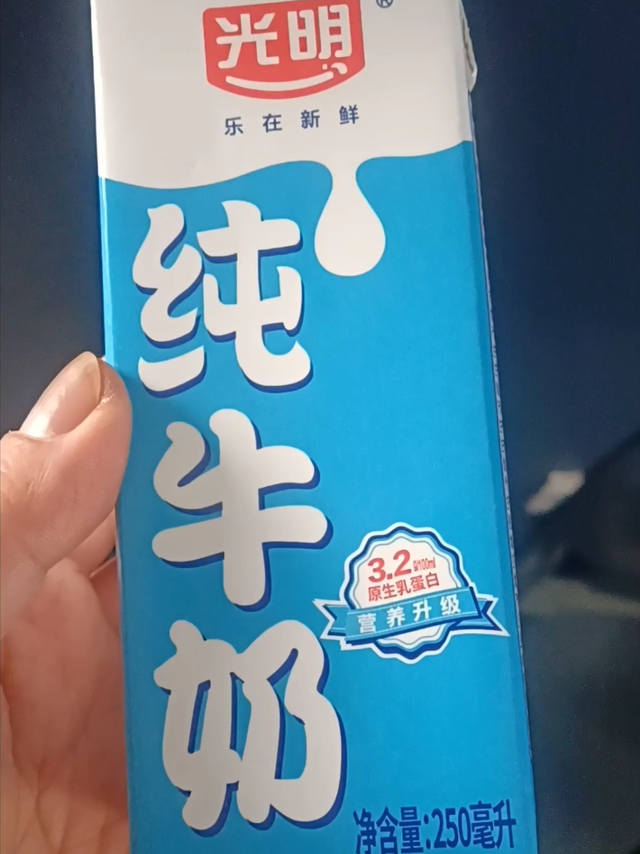 光明®
乐在新鲜
纯牛奶
3.2g/100ml
原生乳蛋白
营养升级
净含量:250毫升